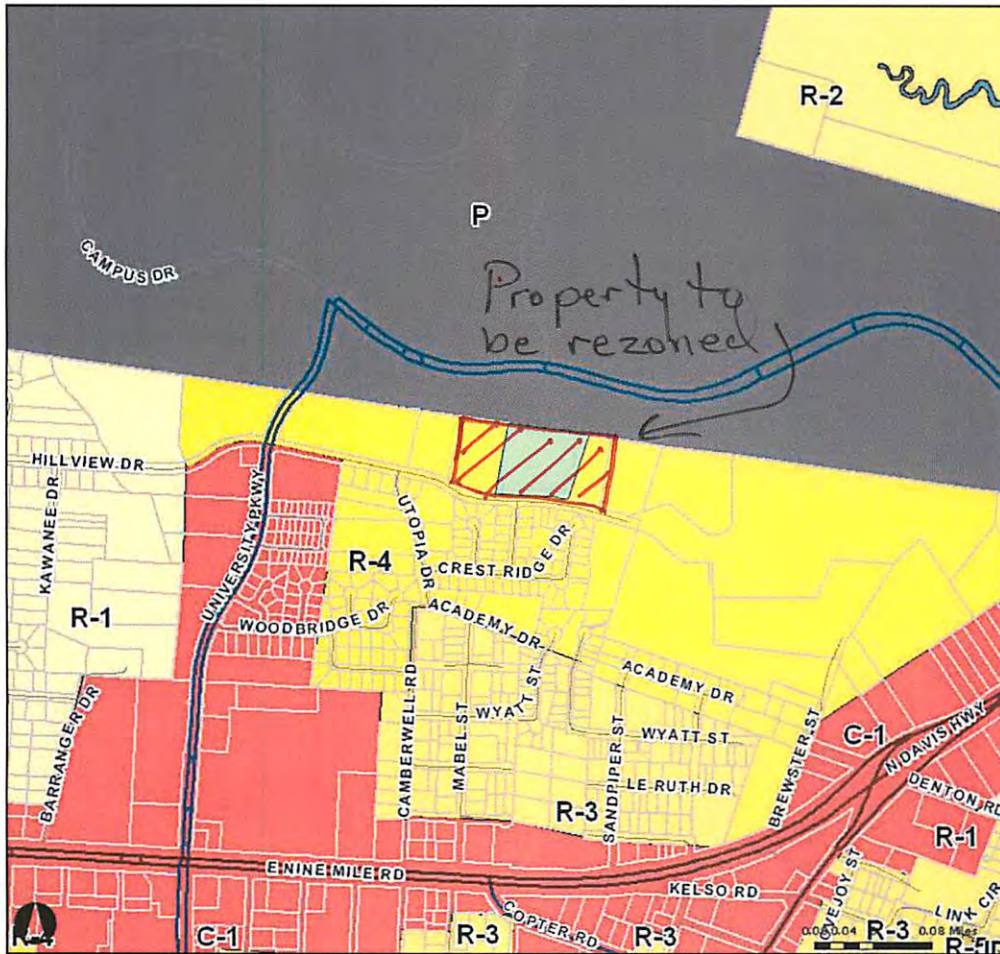 R-2
P
CAMPUS DR
Property to
be rezoned
HILLVIEW DR
KAWANEE DR
UNIVERSITY PKWY
UTOPIA DR
CREST RIDGE DR
R-4
R-1
WOODBRIDGE DR
ACADEMY DR
ACADEMY DR
BARRANGER DR
CAMBERWELL RD
MABEL ST
WYATT ST
WYATT ST
SANDPIPER ST
LE RUTH DR
BREWSTER ST
C-1
N DAVIS HWY
DENTON RD
R-3
R-1
E NINE MILE RD
KELSO RD
COPTER RD
LOVEJOY ST
LINK CIR
C-1
R-3
R-3
R-3
0.08 Miles